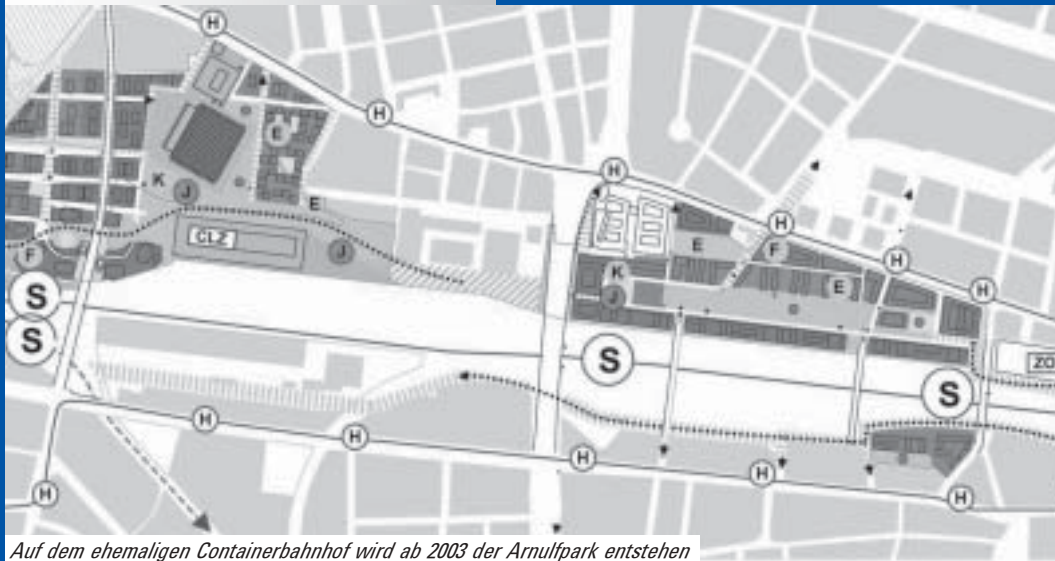 H
H
E
H
H
K
J
E
E
F
H
CLZ
J
K
E
F
J
H
S
S
ZO
S
S
H
H
H
H
H
H
Auf dem ehemaligen Containerbahnhof wird ab 2003 der Arnulfpark entstehen